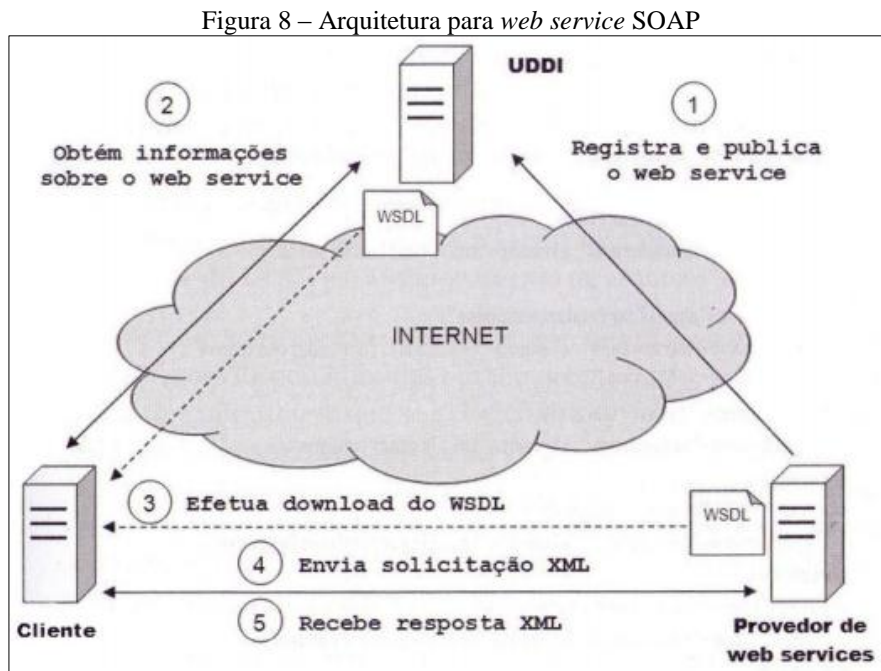 Figura 8 – Arquitetura para web service SOAP
UDDI
2
1
Obtém informações
sobre o web service
Registra e publica
o web service
WSDL
INTERNET
3 Efetua download do WSDL
WSDL
4 Envia solicitação XML
5 Recebe resposta XML
Cliente
Provedor de
web services